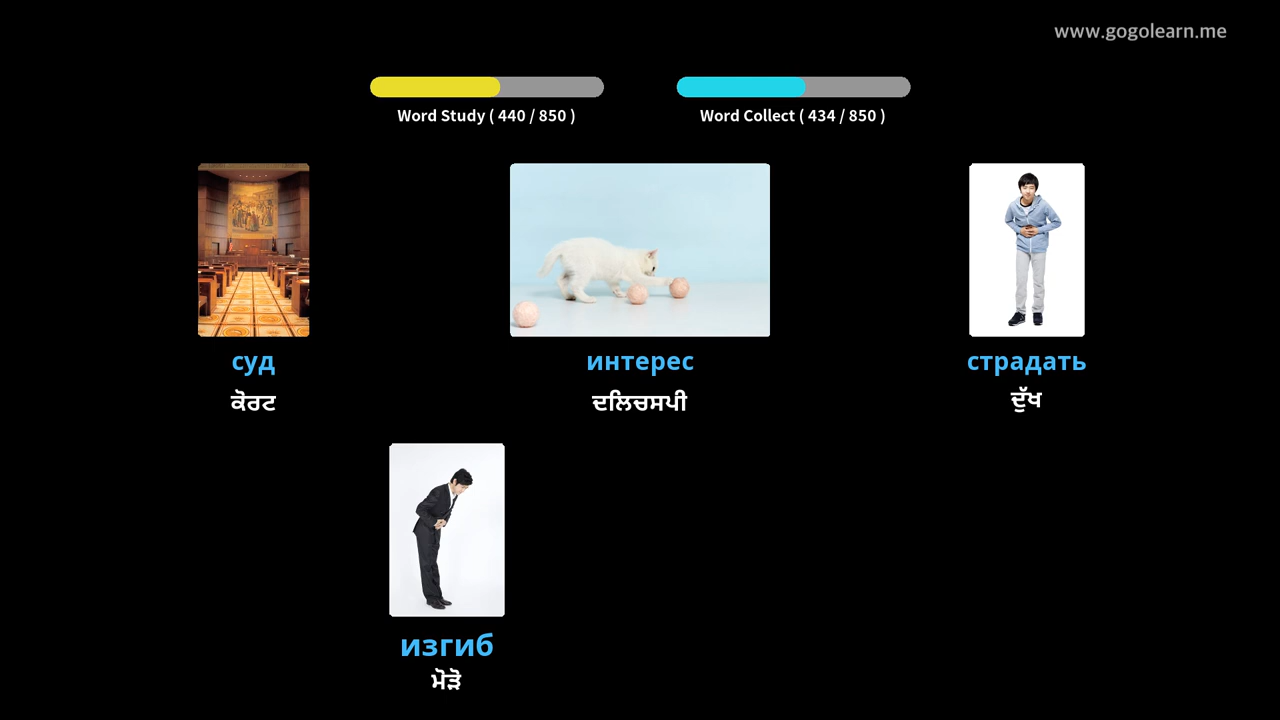 www.gogolearn.me
Word Study ( 440 / 850 )
Word Collect ( 434 / 850 )
суд
ਕੋਰਟ
интерес
ਦਲਿਚਸਪੀ
страдать
ਦੁੱਖ
изгиб
ਮੋੜੋ